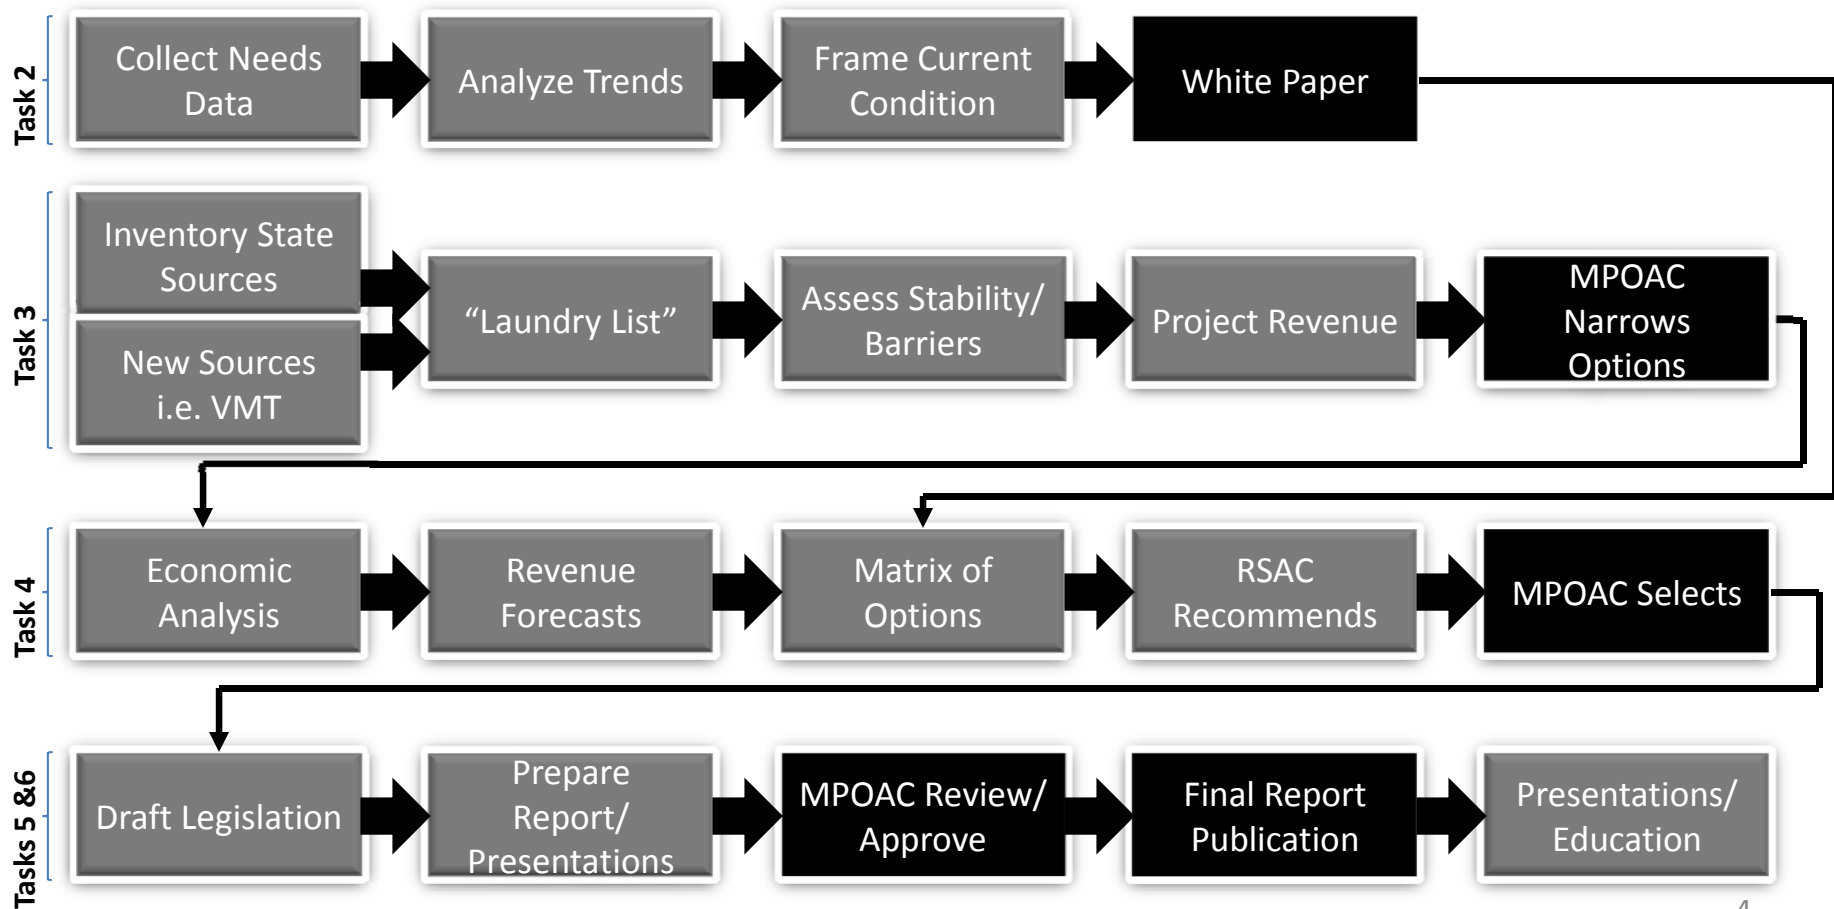 Task 2
Collect Needs
Data
Analyze Trends
Frame Current
Condition
White Paper
Task 3
Inventory State
Sources
New Sources
i.e. VMT
“Laundry List”
Assess Stability/
Barriers
Project Revenue
MPOAC
Narrows
Options
Task 4
Economic
Analysis
Revenue
Forecasts
Matrix of
Options
RSAC
Recommends
MPOAC Selects
Tasks 5 &6
Draft Legislation
Prepare
Report/
Presentations
MPOAC Review/
Approve
Final Report
Publication
Presentations/
Education
4